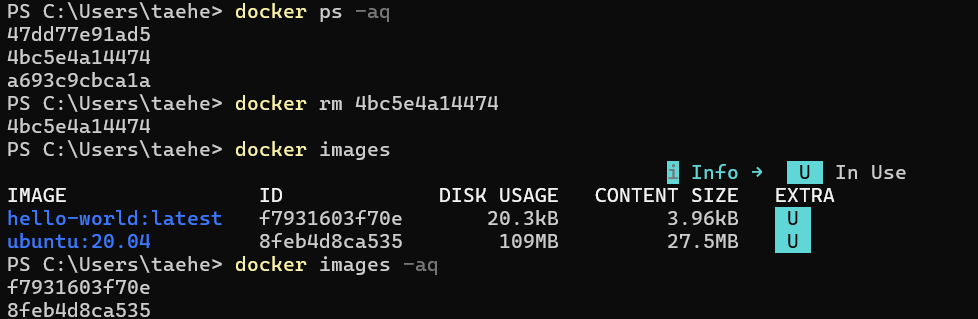 PS C:\Users\taehe> docker ps -aq
47dd77e91ad5
4bc5e4a14474
a693c9cbca1a
PS C:\Users\taehe> docker rm 4bc5e4a14474
4bc5e4a14474
PS C:\Users\taehe> docker images
i Info → U In Use
IMAGE ID DISK USAGE CONTENT SIZE EXTRA
hello-world:latest f7931603f70e 20.3kB 3.96kB U
ubuntu:20.04 8feb4d8ca535 109MB 27.5MB U
PS C:\Users\taehe> docker images -aq
f7931603f70e
8feb4d8ca535